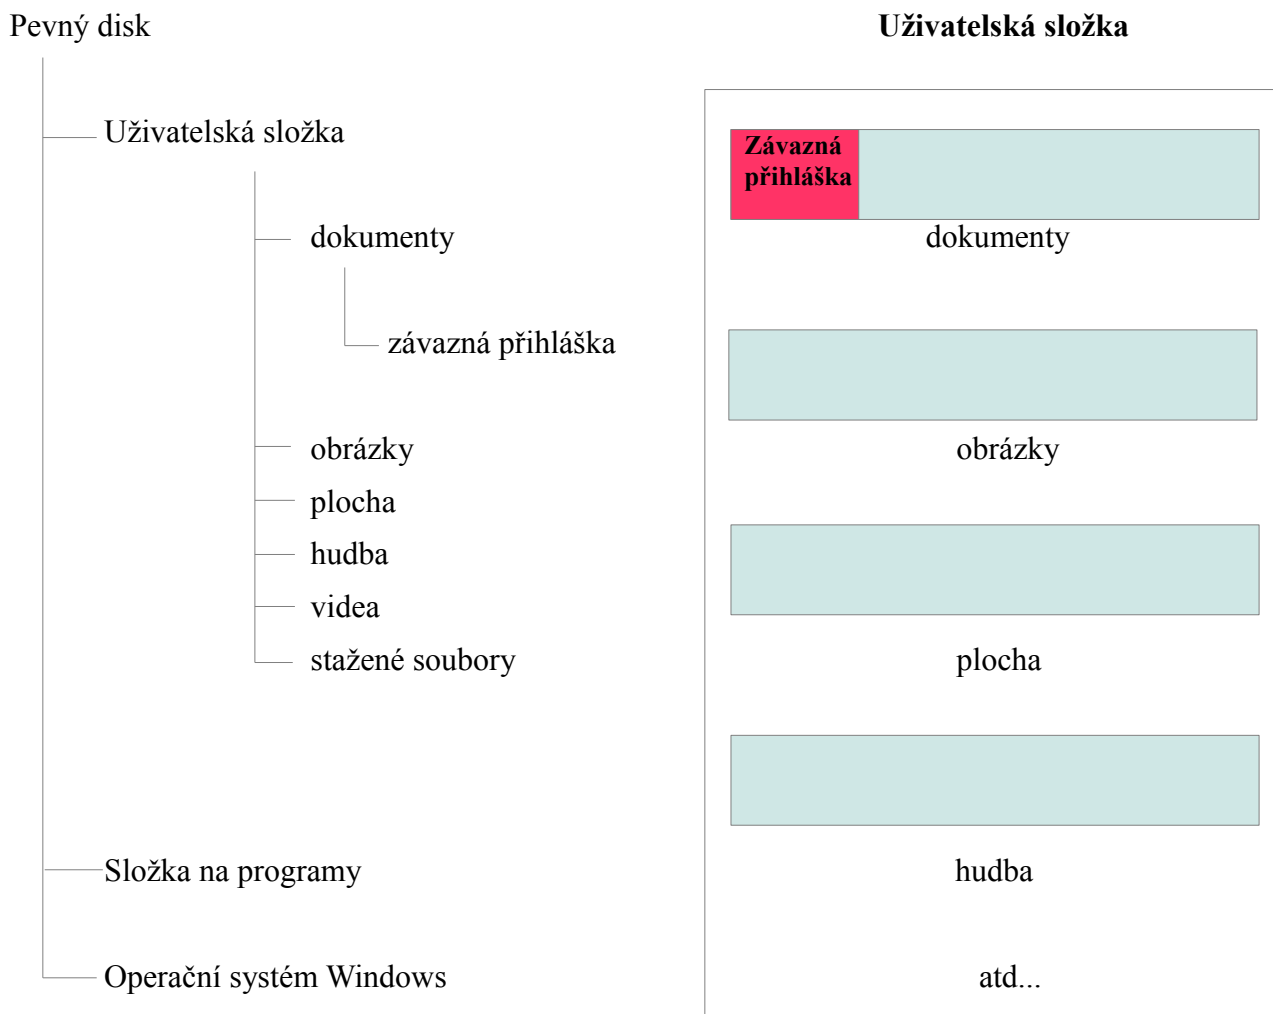 Pevný disk
Uživatelská složka
dokumenty
závazná přihláška
obrázky
plocha
hudba
videa
stažené soubory
Složka na programy
Operační systém Windows
Uživatelská složka
Závazná
přihláška
dokumenty
obrázky
plocha
hudba
atd...